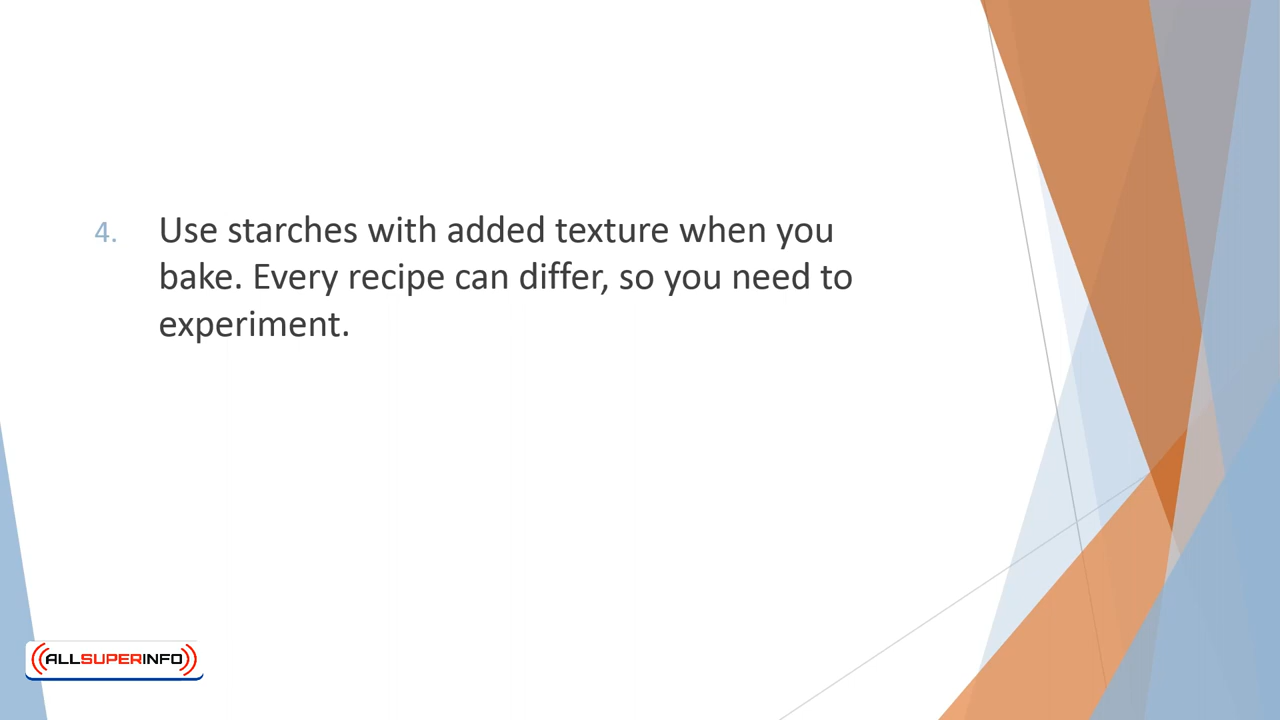 4. Use starches with added texture when you
bake. Every recipe can differ, so you need to
experiment.
ALLSUPERINFO